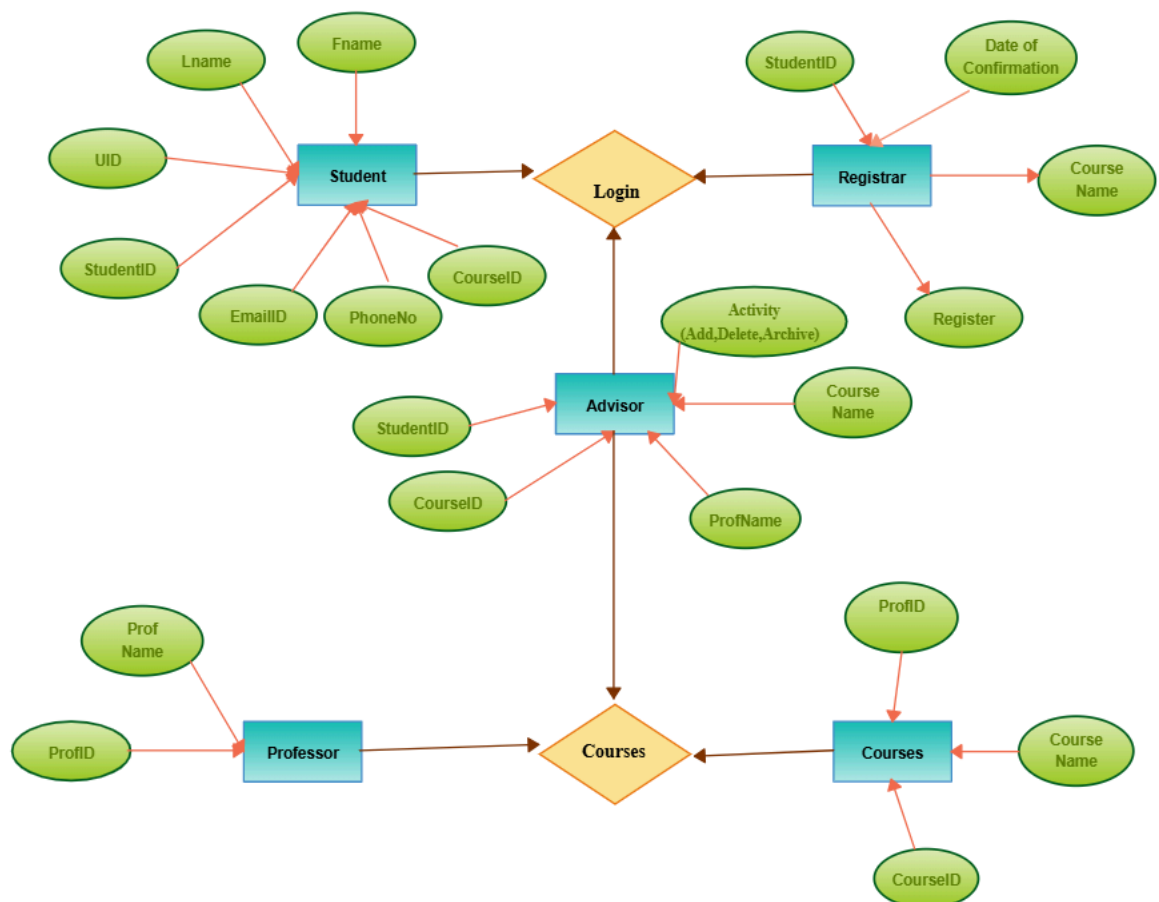 Fname
Lname
UID
StudentID
EmailID
PhoneNo
CourseID
Student
Login
StudentID
Date of
Confirmation
Registrar
Course
Name
Register
Activity
(Add,Delete,Archive)
Advisor
Course
Name
StudentID
CourseID
ProfName
Prof
Name
ProfID
Professor
Courses
ProfID
Courses
Course
Name
CourseID